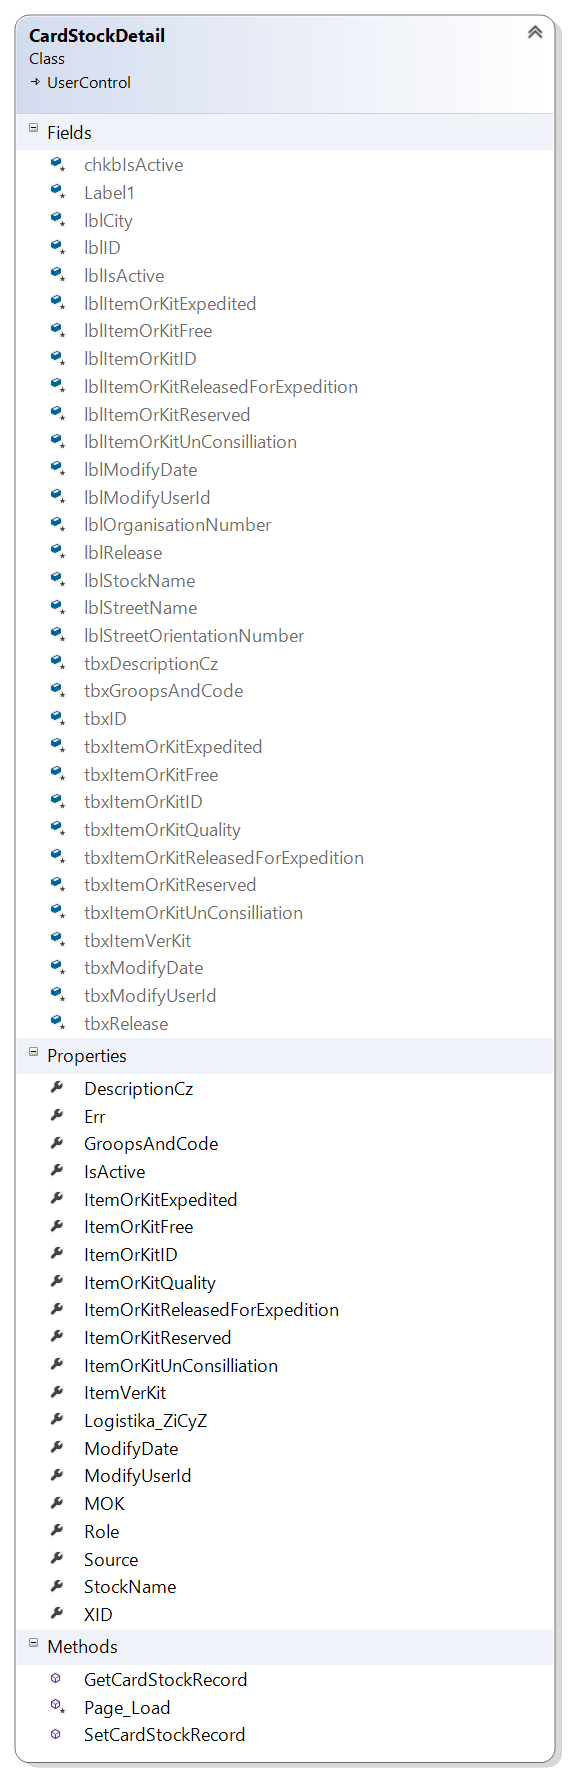 CardStockDetail
Class
UserControl
Fields
chkbIsActive
Label1
lblCity
lblID
lblIsActive
lblItemOrKitExpedited
lblItemOrKitFree
lblItemOrKitID
lblItemOrKitReleasedForExpedition
lblItemOrKitReserved
lblItemOrKitUnConsilliation
lblModifyDate
lblModifyUserId
lblOrganisationNumber
lblRelease
lblStockName
lblStreetName
lblStreetOrientationNumber
tbxDescriptionCz
tbxGroopsAndCode
tbxID
tbxItemOrKitExpedited
tbxItemOrKitFree
tbxItemOrKitID
tbxItemOrKitQuality
tbxItemOrKitReleasedForExpedition
tbxItemOrKitReserved
tbxItemOrKitUnConsilliation
tbxItemVerKit
tbxModifyDate
tbxModifyUserId
tbxRelease
Properties
DescriptionCz
Err
GroopsAndCode
IsActive
ItemOrKitExpedited
ItemOrKitFree
ItemOrKitID
ItemOrKitQuality
ItemOrKitReleasedForExpedition
ItemOrKitReserved
ItemOrKitUnConsilliation
ItemVerKit
Logistika_ZiCyZ
ModifyDate
ModifyUserId
MOK
Role
Source
StockName
XID
Methods
GetCardStockRecord
Page_Load
SetCardStockRecord